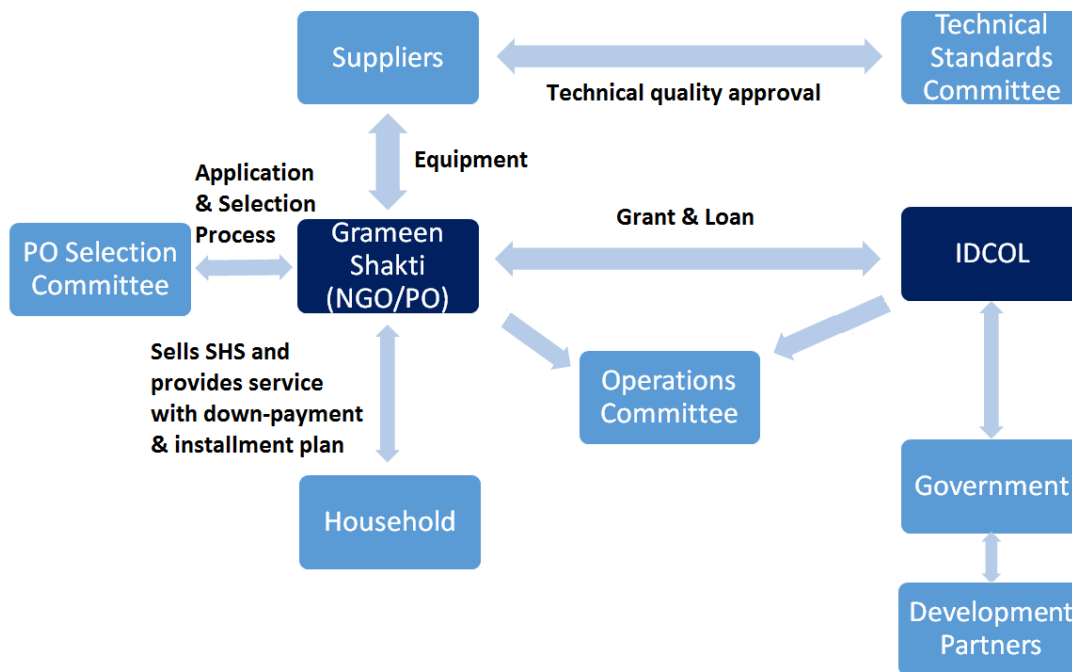 Suppliers
Technical
Standards
Committee
Technical quality approval
Equipment
Application
& Selection
Process
PO Selection
Committee
Grameen
Shakti
(NGO/PO)
Grant & Loan
IDCOL
Sells SHS and
provides service
with down-payment
& installment plan
Operations
Committee
Household
Government
Development
Partners